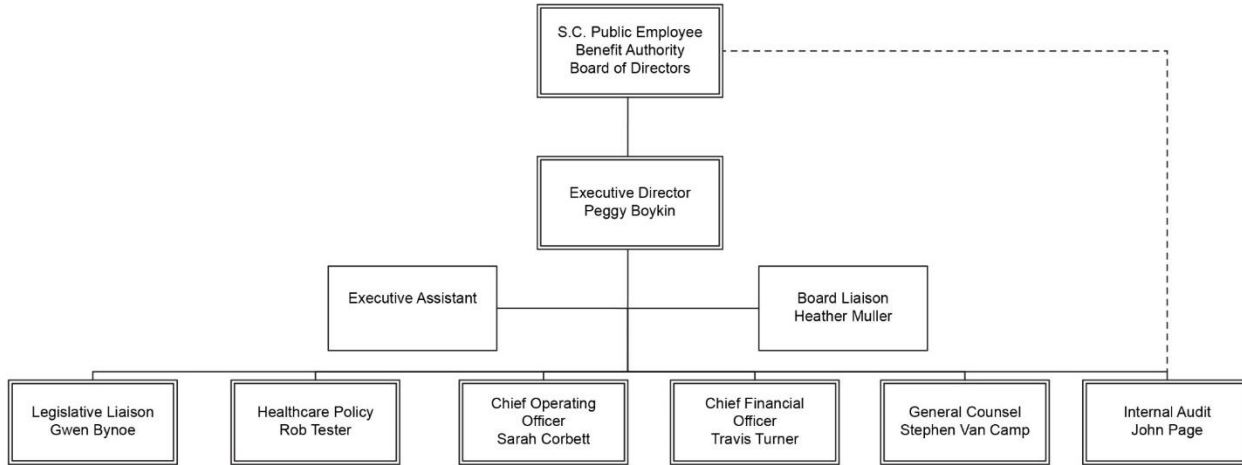 S.C. Public Employee
Benefit Authority
Board of Directors
Executive Director
Peggy Boykin
Executive Assistant
Board Liaison
Heather Muller
Legislative Liaison
Gwen Bynoe
Healthcare Policy
Rob Tester
Chief Operating
Officer
Sarah Corbett
Chief Financial
Officer
Travis Turner
General Counsel
Stephen Van Camp
Internal Audit
John Page